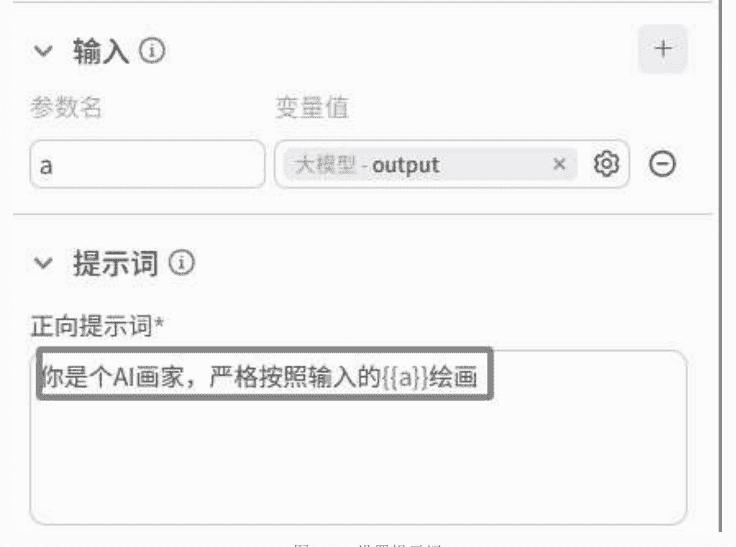 输入
参数名 变量值
a 大模型 - output
提示词
正向提示词*
你是个AI画家，严格按照输入的{{a}}绘画